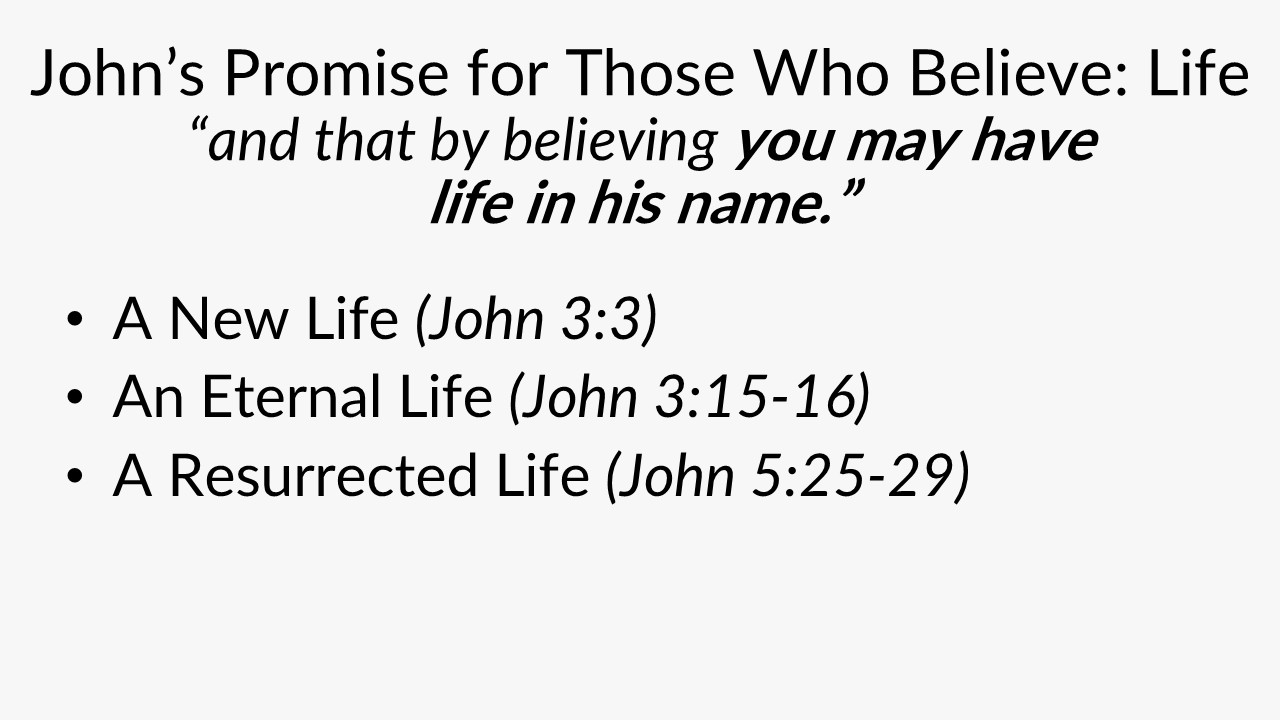 John’s Promise for Those Who Believe: Life
“and that by believing you may have
life in his name.”
• A New Life (John 3:3)
• An Eternal Life (John 3:15-16)
• A Resurrected Life (John 5:25-29)